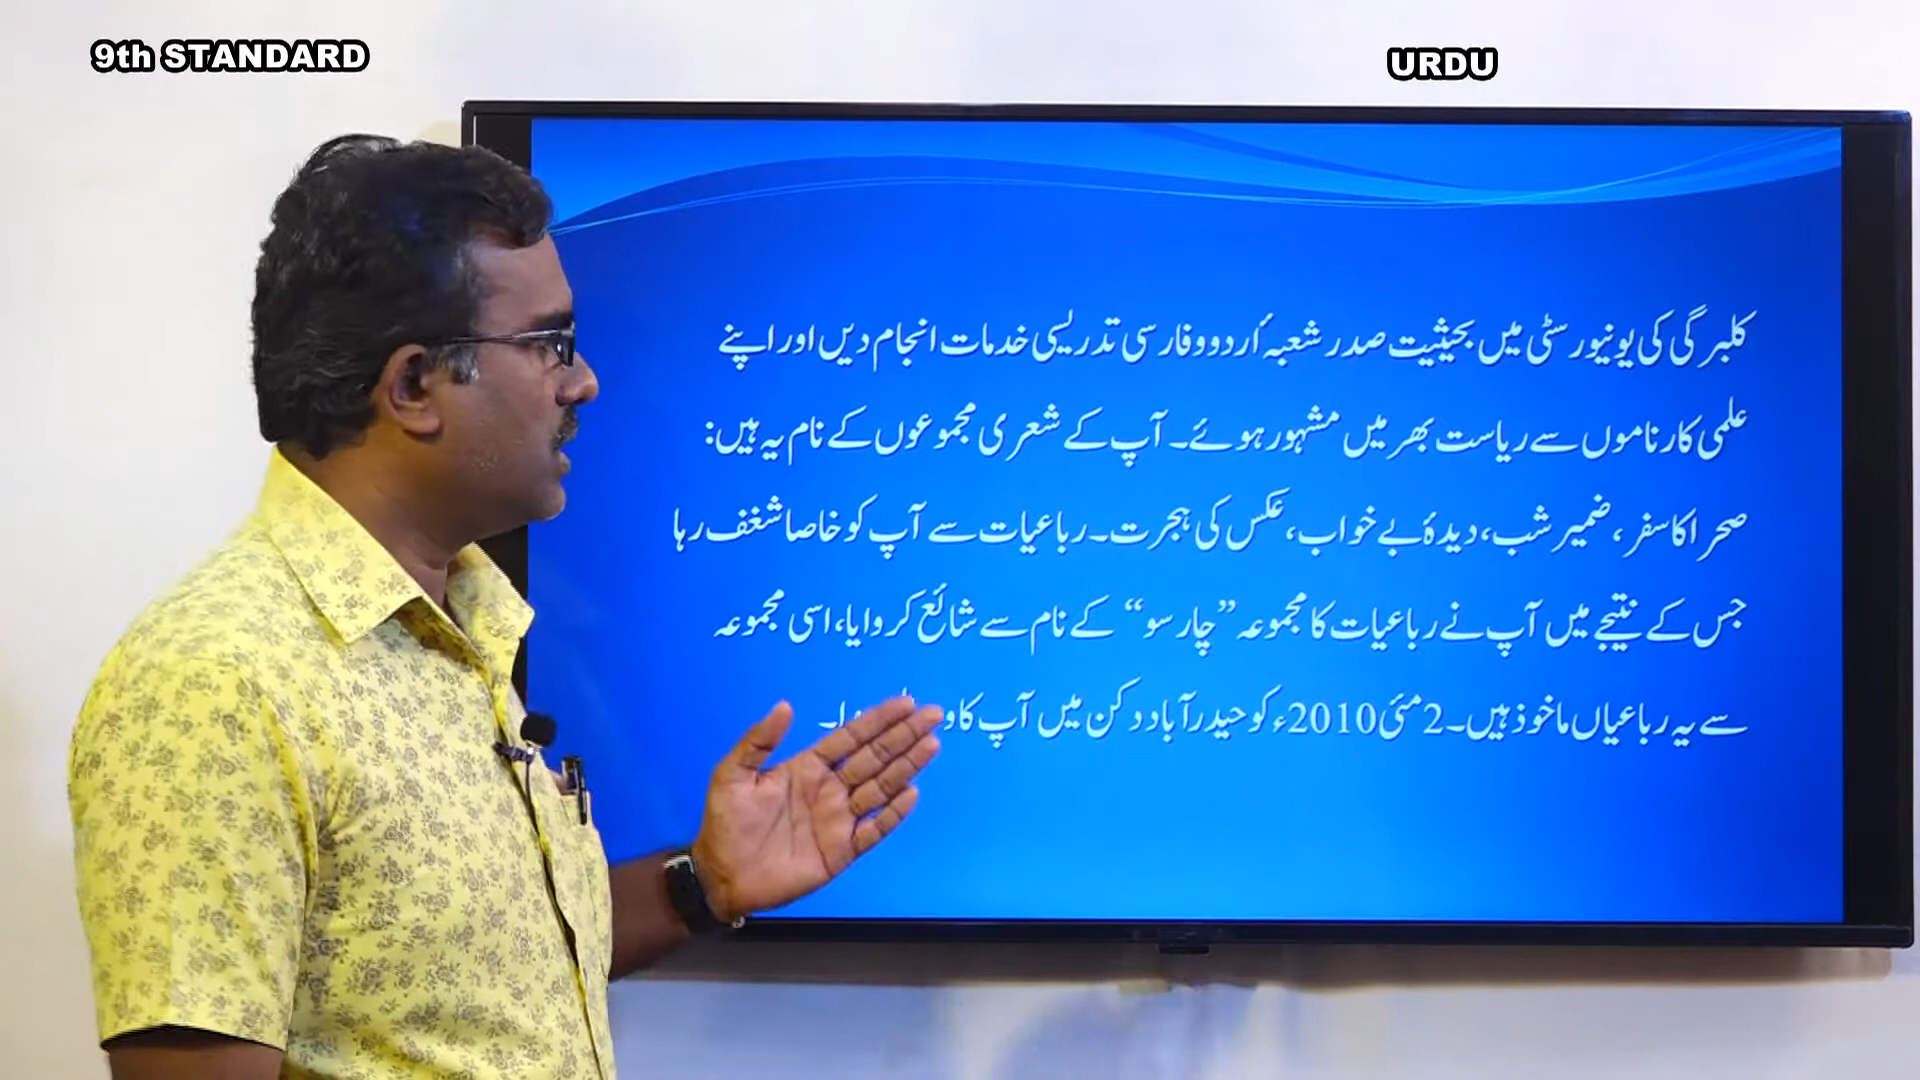 9th STANDARD
URDU
کلبرگی کی یونیورسٹی میں بحیثیت صدر شعبۂ اُردو و فارسی تدریسی خدمات انجام دیں اور اپنے
علمی کارناموں سے ریاست بھر میں مشہور ہوئے۔ آپ کے شعری مجموعوں کے نام یہ ہیں:
صحرا کا سفر، ضمیر شب، دیدۂ بے خواب، عکس کی ہجرت۔ رباعیات سے آپ کو خاصا شغف رہا
جس کے نتیجے میں آپ نے رباعیات کا مجموعہ ”چار سو“ کے نام سے شائع کروایا، اسی مجموعہ
سے یہ رباعیاں ماخوذ ہیں۔ 2 مئی 2010ء کو حیدرآباد دکن میں آپ کا